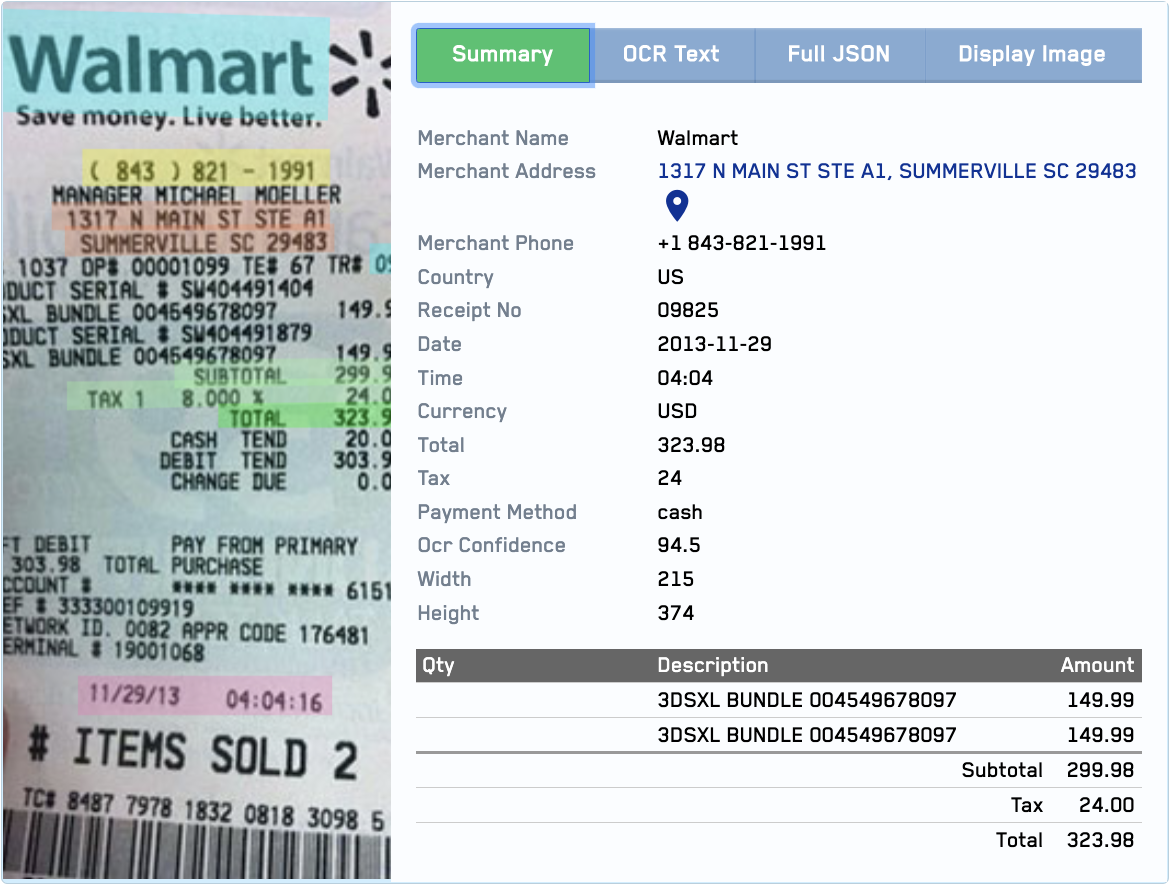 Walmart
Save money. Live better.
( 843 ) 821 - 1991
MANAGER MICHAEL MOELLER
1317 N MAIN ST STE A1
SUMMERVILLE SC 29483
1037 OP# 00001099 TE# 67 TR# 09
ODUCT SERIAL # SW404491404
SXL BUNDLE 004549678097 149.9
ODUCT SERIAL # SW404491879
SXL BUNDLE 004549678097 149.9
SUBTOTAL 299.9
TAX 1 8.000 % 24.0
TOTAL 323.9
CASH TEND 20.0
DEBIT TEND 303.9
CHANGE DUE 0.0
FT DEBIT PAY FROM PRIMARY
303.98 TOTAL PURCHASE
CCOUNT # **** **** **** 6151
EF # 333300109919
ETWORK ID. 0082 APPR CODE 176481
ERMINAL # 19001068
11/29/13 04:04:16
# ITEMS SOLD 2
TC# 8487 7978 1832 0818 3098 5
Summary OCR Text Full JSON Display Image
Merchant Name Walmart
Merchant Address 1317 N MAIN ST STE A1, SUMMERVILLE SC 29483
Merchant Phone +1 843-821-1991
Country US
Receipt No 09825
Date 2013-11-29
Time 04:04
Currency USD
Total 323.98
Tax 24
Payment Method cash
Ocr Confidence 94.5
Width 215
Height 374
Qty Description Amount
3DSXL BUNDLE 004549678097 149.99
3DSXL BUNDLE 004549678097 149.99
Subtotal 299.98
Tax 24.00
Total 323.98